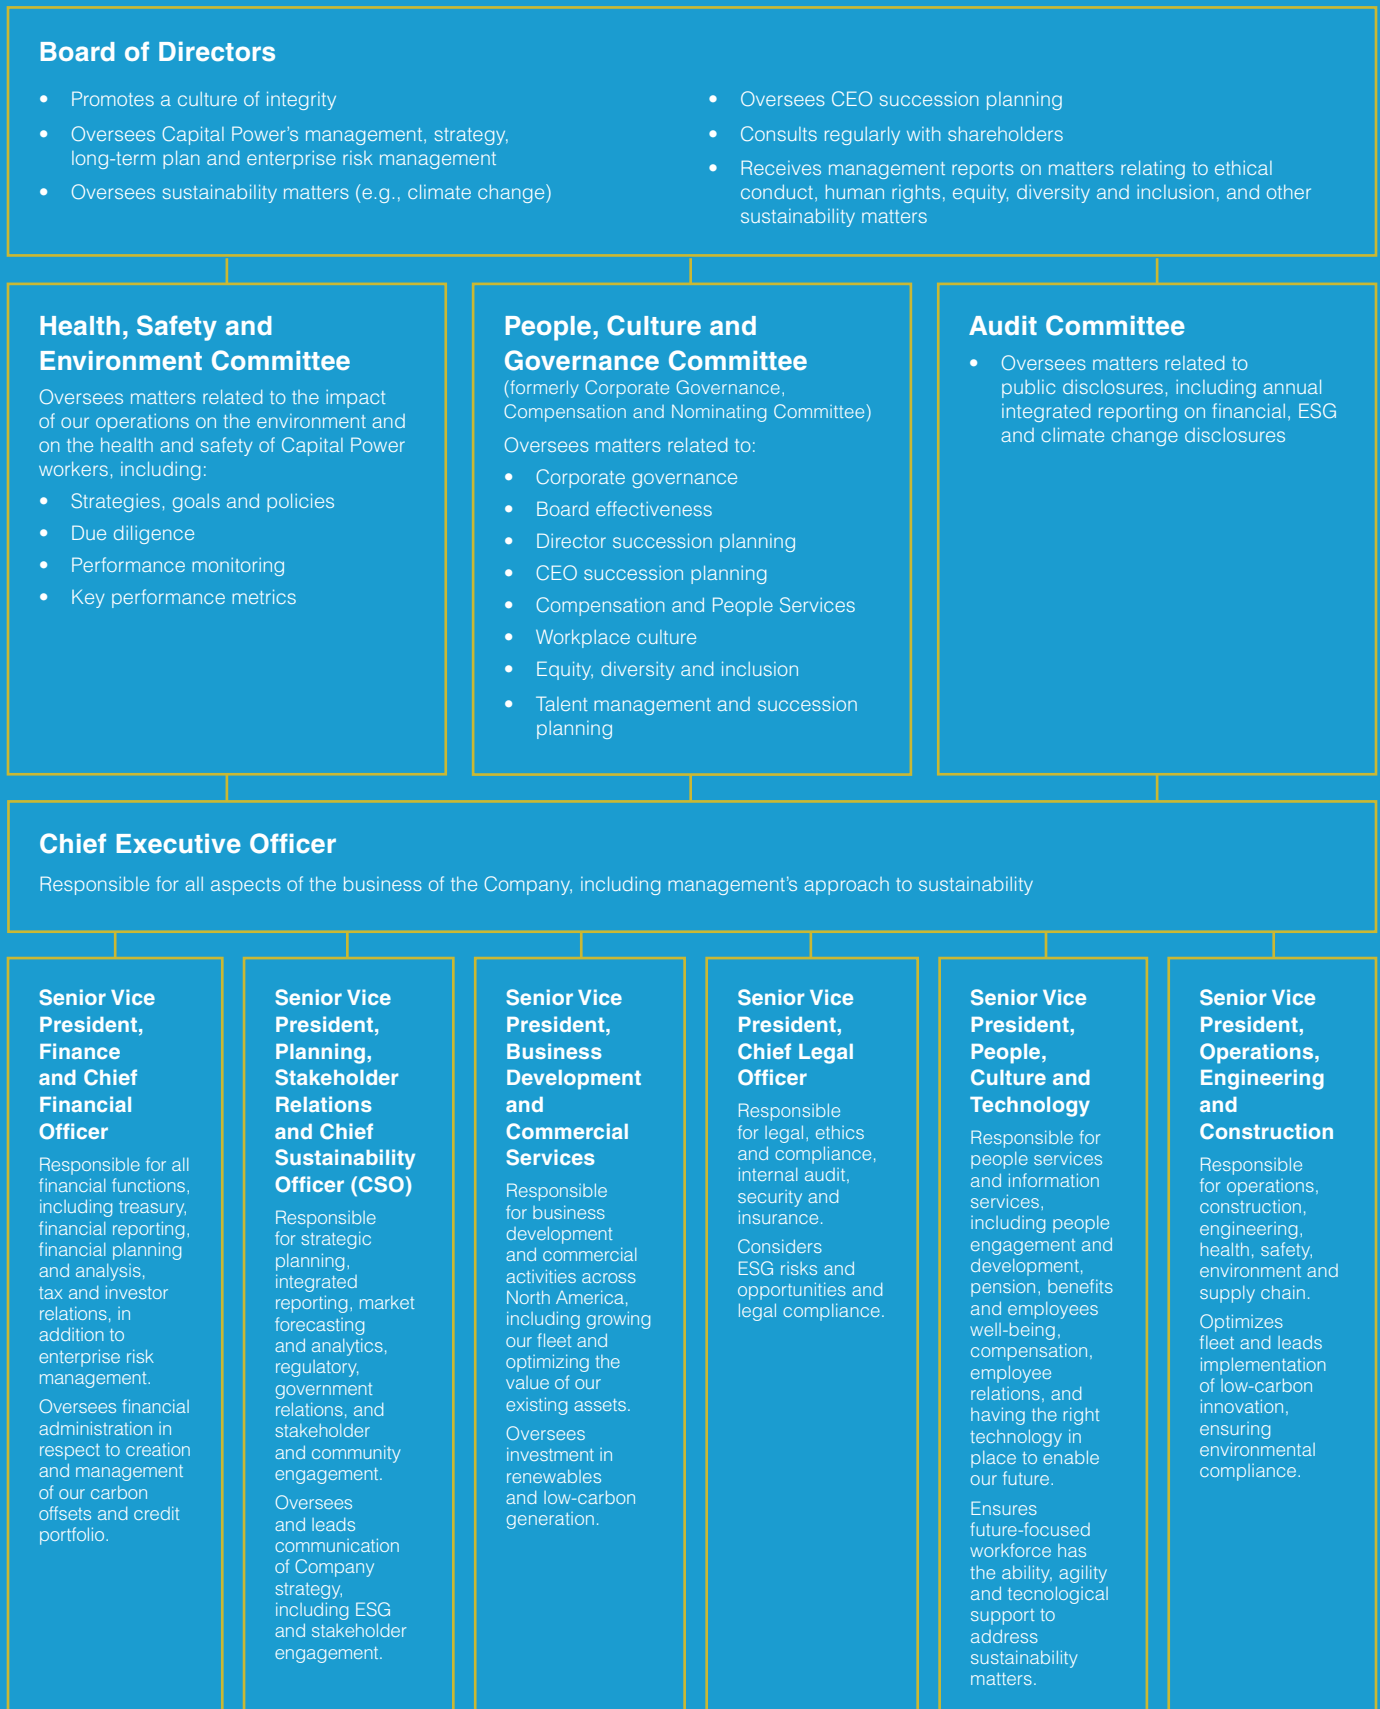 Board of Directors
• Promotes a culture of integrity
• Oversees Capital Power's management, strategy,
long-term plan and enterprise risk management
• Oversees sustainability matters (e.g., climate change)
• Oversees CEO succession planning
• Consults regularly with shareholders
• Receives management reports on matters relating to ethical
conduct, human rights, equity, diversity and inclusion, and other
sustainability matters
Health, Safety and
Environment Committee
Oversees matters related to the impact
of our operations on the environment and
on the health and safety of Capital Power
workers, including:
• Strategies, goals and policies
• Due diligence
• Performance monitoring
• Key performance metrics
People, Culture and
Governance Committee
(formerly Corporate Governance,
Compensation and Nominating Committee)
Oversees matters related to:
• Corporate governance
• Board effectiveness
• Director succession planning
• CEO succession planning
• Compensation and People Services
• Workplace culture
• Equity, diversity and inclusion
• Talent management and succession
planning
Audit Committee
• Oversees matters related to
public disclosures, including annual
integrated reporting on financial, ESG
and climate change disclosures
Chief Executive Officer
Responsible for all aspects of the business of the Company, including management's approach to sustainability
Senior Vice
President,
Finance
and Chief
Financial
Officer
Responsible for all
financial functions,
including treasury,
financial reporting,
financial planning
and analysis,
tax and investor
relations, in
addition to
enterprise risk
management.
Oversees financial
administration in
respect to creation
and management
of our carbon
offsets and credit
portfolio.
Senior Vice
President,
Planning,
Stakeholder
Relations
and Chief
Sustainability
Officer (CSO)
Responsible
for strategic
planning,
integrated
reporting, market
forecasting
and analytics,
regulatory,
government
relations, and
stakeholder
and community
engagement.
Oversees
and leads
communication
of Company
strategy,
including ESG
and stakeholder
engagement.
Senior Vice
President,
Business
Development
and
Commercial
Services
Responsible
for business
development
and commercial
activities across
North America,
including growing
our fleet and
optimizing the
value of our
existing assets.
Oversees
investment in
renewables
and low-carbon
generation.
Senior Vice
President,
Chief Legal
Officer
Responsible
for legal, ethics
and compliance,
internal audit,
security and
insurance.
Considers
ESG risks and
opportunities and
legal compliance.
Senior Vice
President,
People,
Culture and
Technology
Responsible for
people services
and information
services,
including people
engagement and
development,
pension, benefits
and employees
well-being,
compensation,
employee
relations, and
having the right
technology in
place to enable
our future.
Ensures
future-focused
workforce has
the ability, agility
and tecnological
support to
address
sustainability
matters.
Senior Vice
President,
Operations,
Engineering
and
Construction
Responsible
for operations,
construction,
engineering,
health, safety,
environment and
supply chain.
Optimizes
fleet and leads
implementation
of low-carbon
innovation,
ensuring
environmental
compliance.